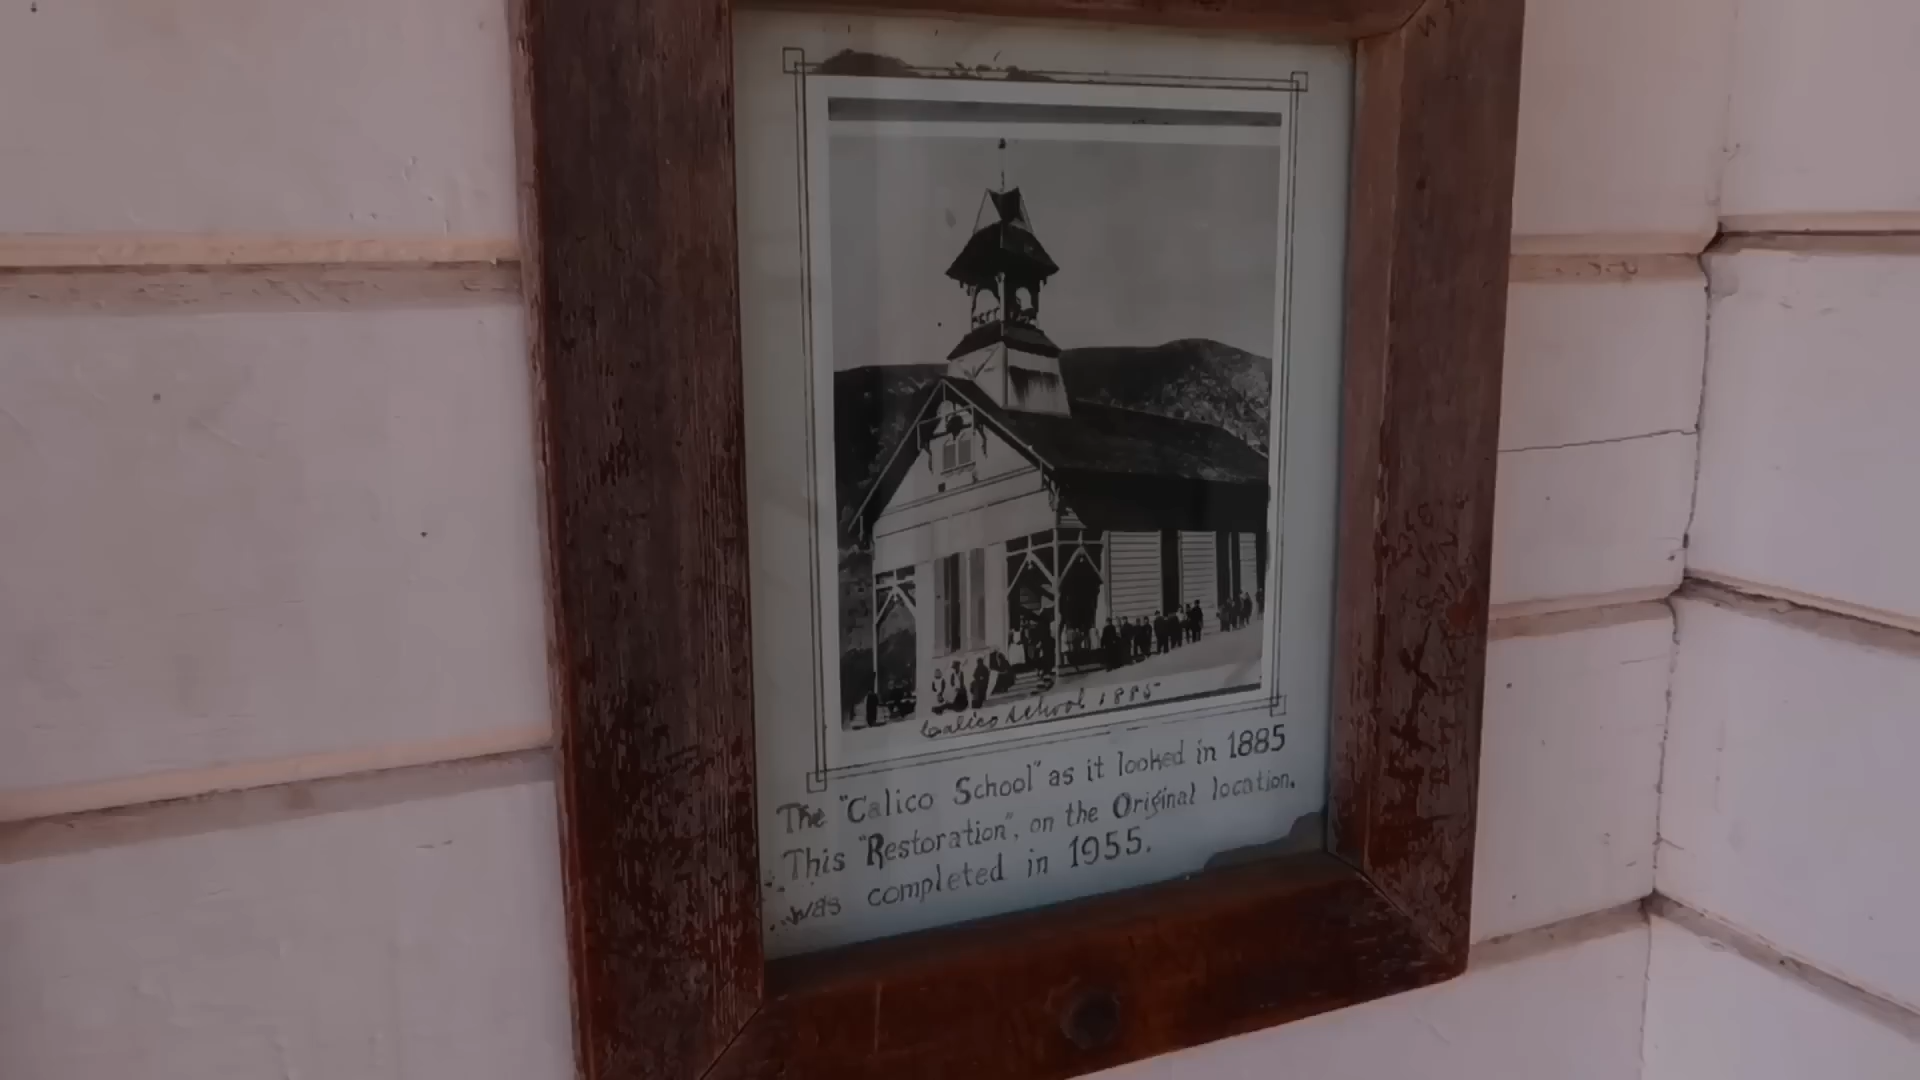 Calico School 1885
The "Calico School" as it looked in 1885
This "Restoration", on the Original location.
was completed in 1955.